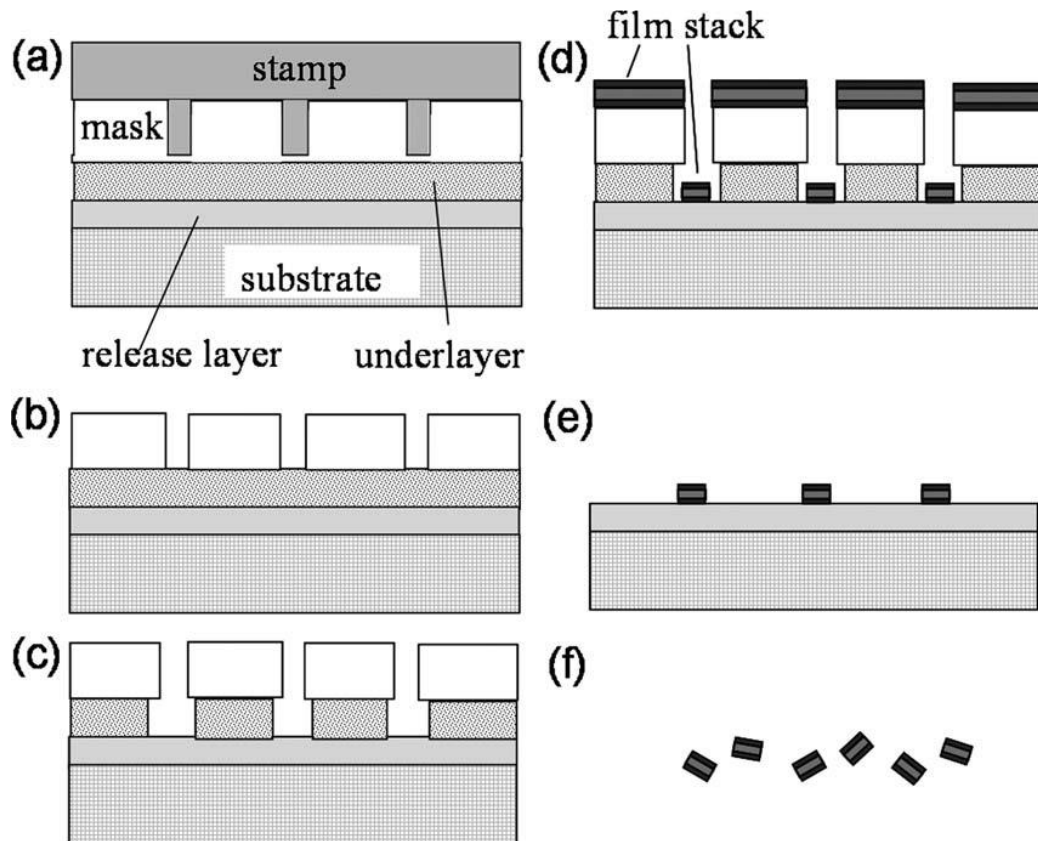 (a)
stamp
mask
substrate
release layer
underlayer
(b)
(c)
film stack
(d)
(e)
(f)